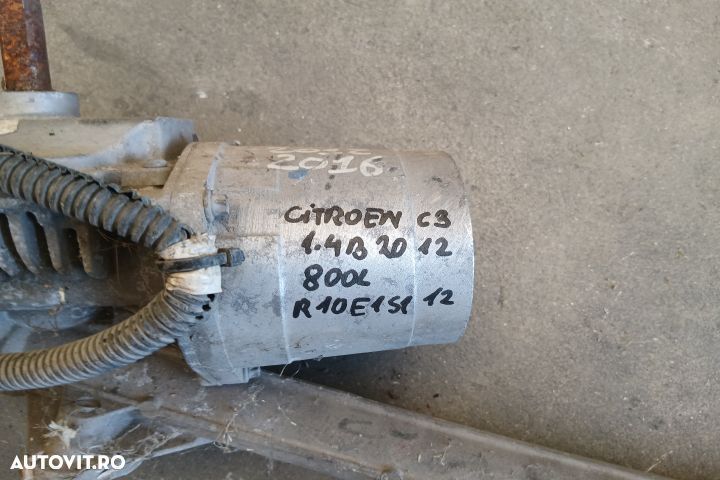 2016
CITROEN C3
1.4B 2012
800L
R10E1S1 12
AUTOVIT.RO